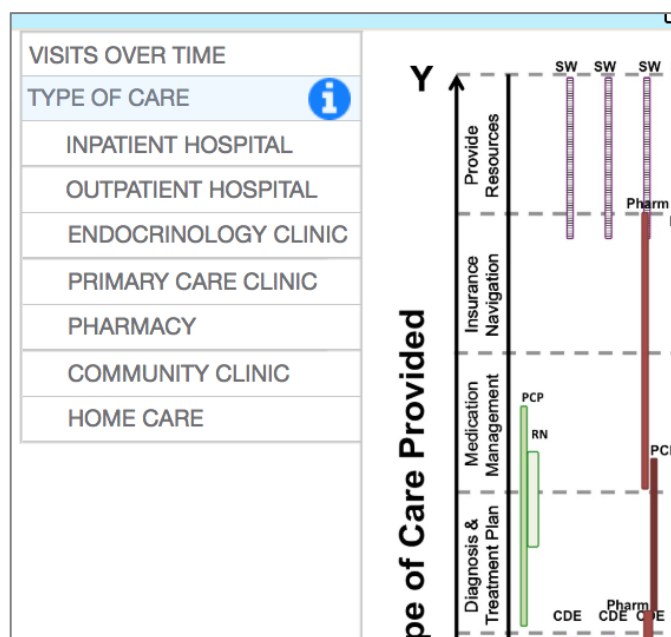 VISITS OVER TIME
TYPE OF CARE
INPATIENT HOSPITAL
OUTPATIENT HOSPITAL
ENDOCRINOLOGY CLINIC
PRIMARY CARE CLINIC
PHARMACY
COMMUNITY CLINIC
HOME CARE
Y
pe of Care Provided
Provide
Resources
Insurance
Navigation
Medication
Management
Diagnosis &
Treatment Plan
SW SW SW
Pharm
PCP
RN
PCP
Pharm
CDE CDE CDE